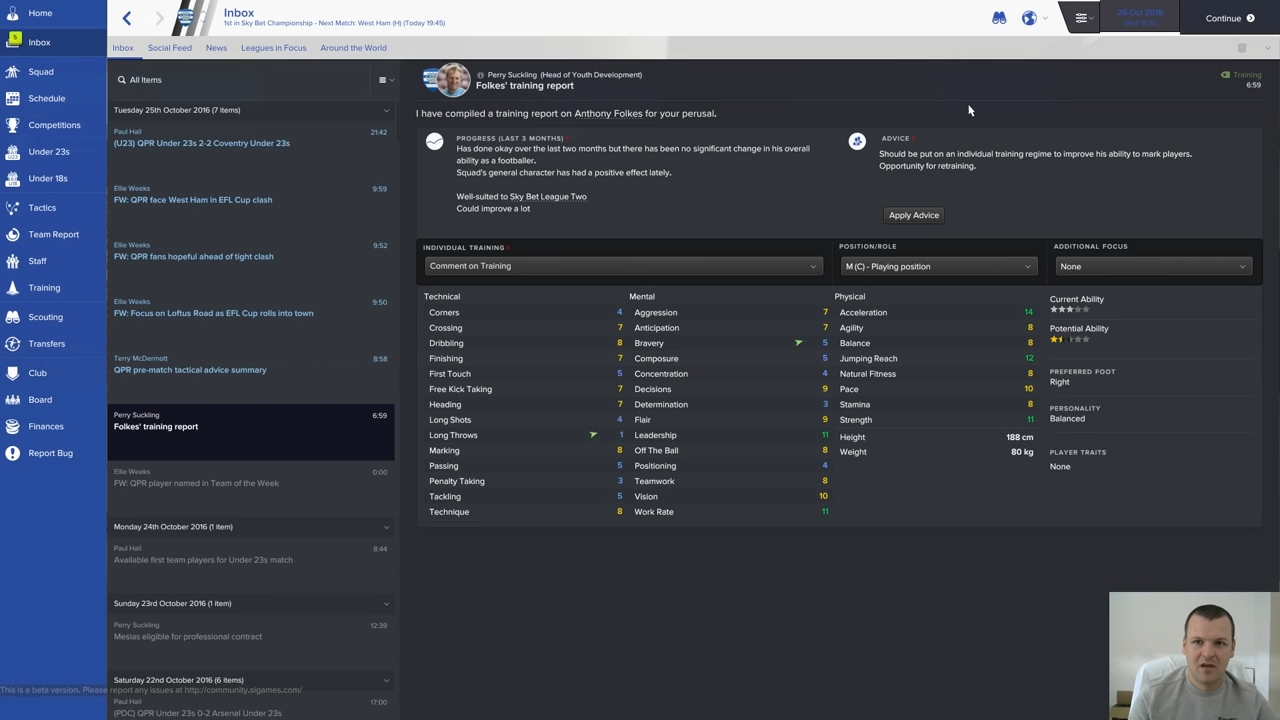 Home
Inbox
5
Squad
Schedule
Competitions
Under 23s
U23
Under 18s
U18
Tactics
Team Report
Staff
Training
Scouting
Transfers
Club
Board
Finances
Report Bug
Inbox
1st in Sky Bet Championship - Next Match: West Ham (H) (Today 19:45)
26 Oct 2016
Continue
Inbox
Social Feed
News
Leagues in Focus
Around the World
All Items
Tuesday 25th October 2016 (7 items)
Paul Hall 21:42
(U23) QPR Under 23s 2-2 Coventry Under 23s
Ellie Weeks 9:59
FW: QPR face West Ham in EFL Cup clash
Ellie Weeks 9:52
FW: QPR fans hopeful ahead of tight clash
Ellie Weeks 9:50
FW: Focus on Loftus Road as EFL Cup rolls into town
Terry McDermott 8:58
QPR pre-match tactical advice summary
Perry Suckling 6:59
Folkes' training report
Ellie Weeks 0:00
FW: QPR player named in Team of the Week
Monday 24th October 2016 (1 item)
Paul Hall 8:44
Available first team players for Under 23s match
Sunday 23rd October 2016 (1 item)
Perry Suckling 12:39
Mesias eligible for professional contract
Saturday 22nd October 2016 (6 items)
This is a beta version. Please report any issues at http://community.sigames.com/
Paul Hall 17:00
(PDC) QPR Under 23s 0-2 Arsenal Under 23s
Perry Suckling (Head of Youth Development)
Folkes' training report
Training
6:59
I have compiled a training report on Anthony Folkes for your perusal.
PROGRESS (LAST 3 MONTHS)
Has done okay over the last two months but there has been no significant change in his overall
ability as a footballer.
Squad's general character has had a positive effect lately.
Well-suited to Sky Bet League Two
Could improve a lot
ADVICE
Should be put on an individual training regime to improve his ability to mark players.
Opportunity for retraining.
Apply Advice
INDIVIDUAL TRAINING
Comment on Training
POSITION/ROLE
M (C) - Playing position
ADDITIONAL FOCUS
None
Technical
Corners 4
Crossing 7
Dribbling 8
Finishing 7
First Touch 5
Free Kick Taking 7
Heading 7
Long Shots 4
Long Throws 1
Marking 8
Passing 5
Penalty Taking 3
Tackling 5
Technique 8
Mental
Aggression 7
Anticipation 7
Bravery 5
Composure 5
Concentration 4
Decisions 9
Determination 3
Flair 9
Leadership 11
Off The Ball 8
Positioning 4
Teamwork 8
Vision 10
Work Rate 11
Physical
Acceleration 14
Agility 8
Balance 8
Jumping Reach 12
Natural Fitness 8
Pace 10
Stamina 8
Strength 11
Height 188 cm
Weight 80 kg
Current Ability
Potential Ability
PREFERRED FOOT
Right
PERSONALITY
Balanced
PLAYER TRAITS
None